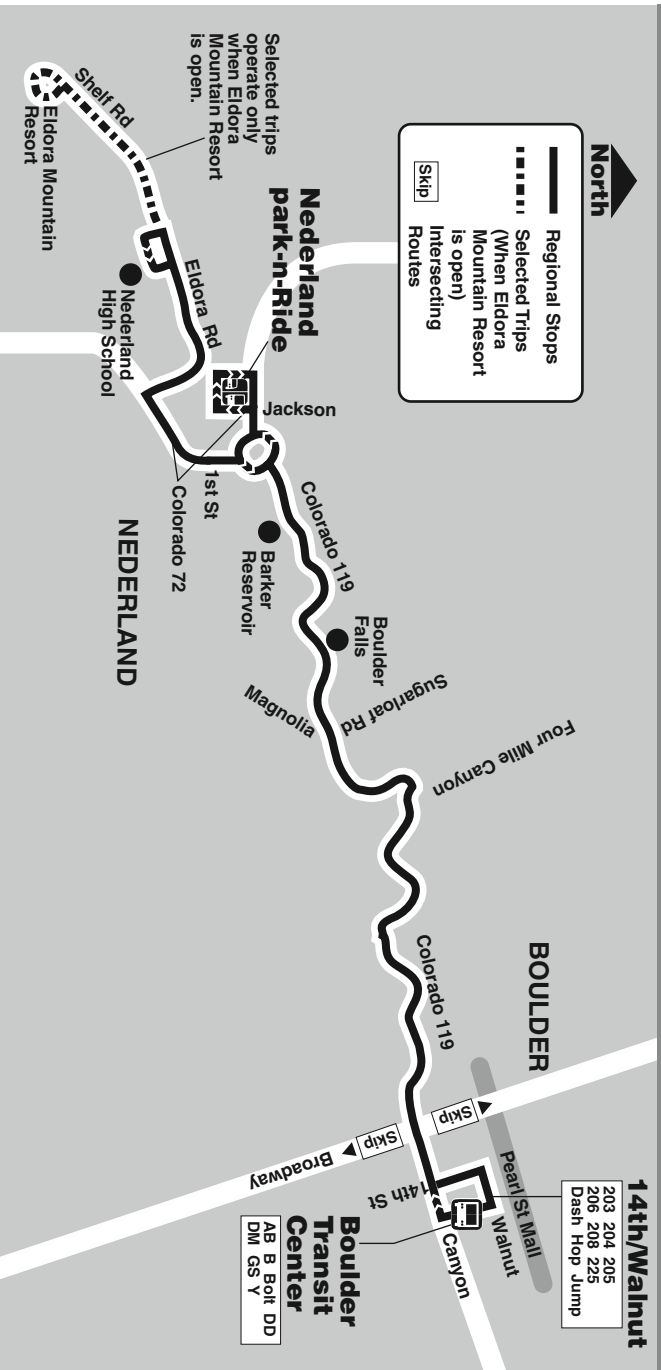 North
Regional Stops
Selected Trips
(When Eldora
Mountain Resort
is open)
Skip
Intersecting
Routes
Selected trips
operate only
when Eldora
Mountain Resort
is open.
Shelf Rd
Eldora Mountain
Resort
Eldora Rd
Nederland
High School
Nederland
park-n-Ride
Jackson
1st St
Colorado 72
NEDERLAND
Colorado 119
Barker
Reservoir
Boulder
Falls
Sugarloaf Rd
Magnolia
Four Mile Canyon
Colorado 119
BOULDER
Skip
Skip
Broadway
Pearl St Mall
14th St
Walnut
Canyon
14th/Walnut
203 204 205
206 208 225
Dash Hop Jump
Boulder
Transit
Center
AB B Bolt DD
DM GS Y